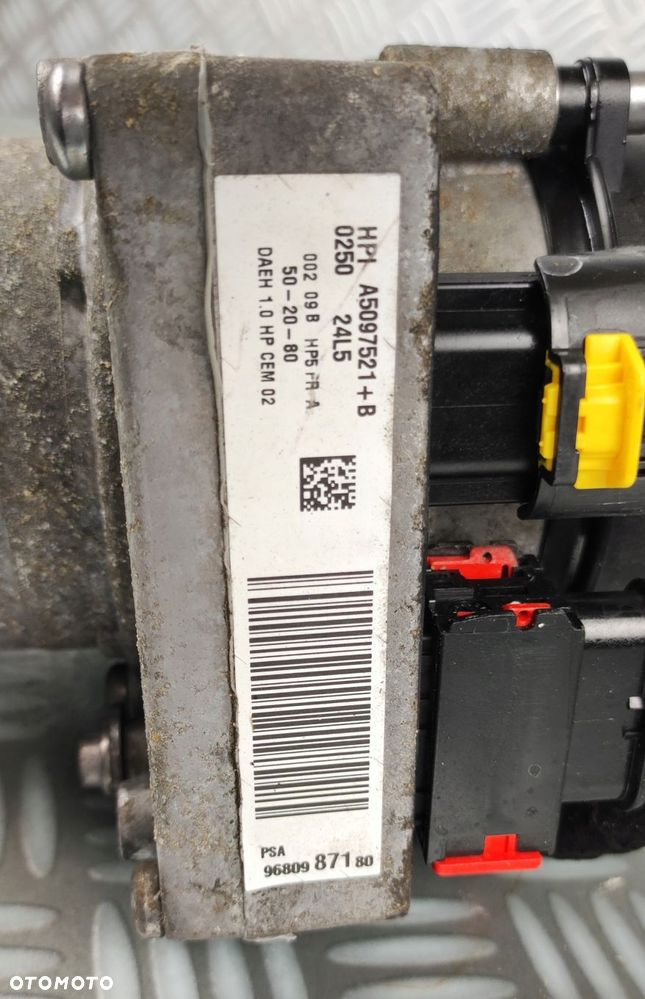 HPI A5097521+B
0250 24L5
002 09B HP5 FR A
50-20-80
DAEH 1.0 HP CEM 02
PSA
96809 871 80
OTOMOTO